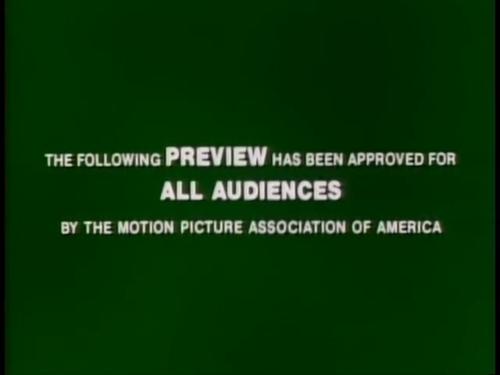 THE FOLLOWING PREVIEW HAS BEEN APPROVED FOR
ALL AUDIENCES
BY THE MOTION PICTURE ASSOCIATION OF AMERICA